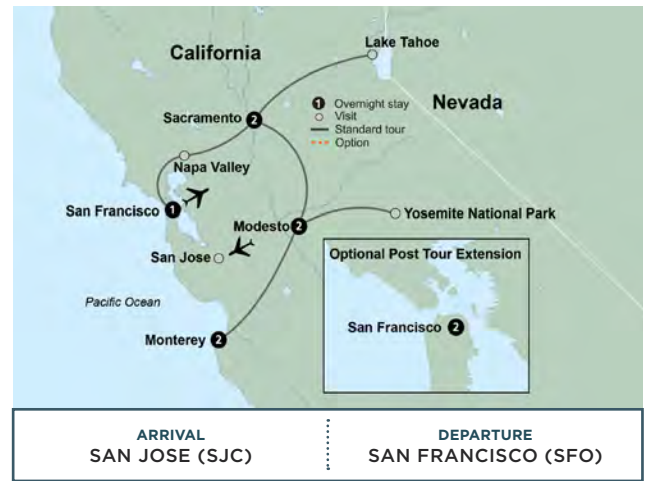 California
Lake Tahoe
Nevada
1 Overnight stay
Visit
Standard tour
Option
Sacramento 2
Napa Valley
San Francisco 1
Modesto 2
Yosemite National Park
San Jose
Optional Post Tour Extension
Pacific Ocean
San Francisco 2
Monterey 2
ARRIVAL
SAN JOSE (SJC)
DEPARTURE
SAN FRANCISCO (SFO)